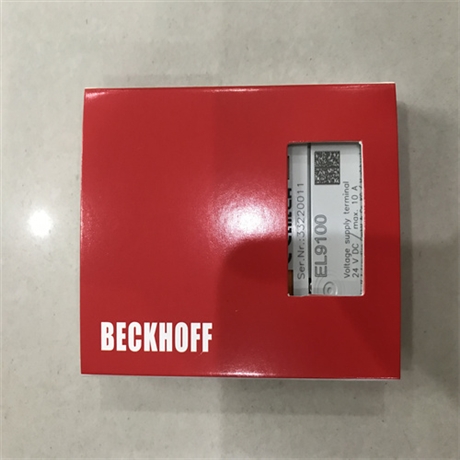 BECKHOFF
Ser.Nr.:33220011
EL9100
Voltage supply terminal
24 V DC / max. 10 A